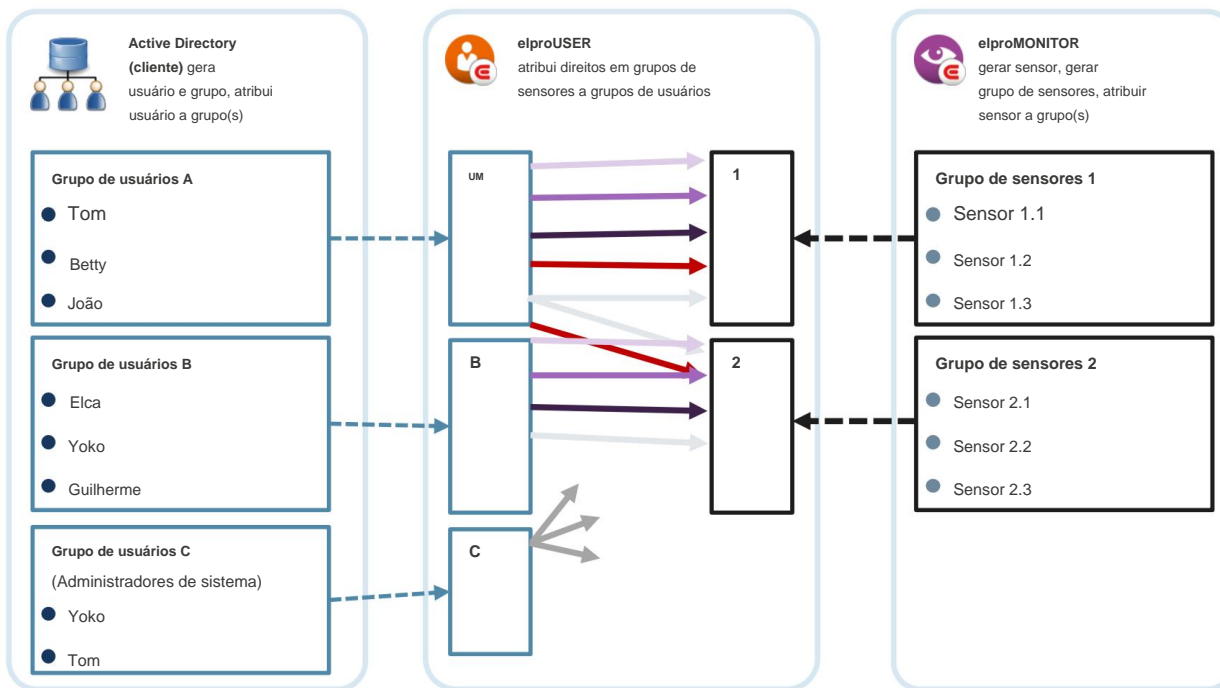 Active Directory
(cliente) gera
usuário e grupo, atribui
usuário a grupo(s)
Grupo de usuários A
Tom
Betty
João
Grupo de usuários B
Elca
Yoko
Guilherme
Grupo de usuários C
(Administradores de sistema)
Yoko
Tom
elproUSER
atribui direitos em grupos de
sensores a grupos de usuários
UM
B
C
1
2
elproMONITOR
gerar sensor, gerar
grupo de sensores, atribuir
sensor a grupo(s)
Grupo de sensores 1
Sensor 1.1
Sensor 1.2
Sensor 1.3
Grupo de sensores 2
Sensor 2.1
Sensor 2.2
Sensor 2.3